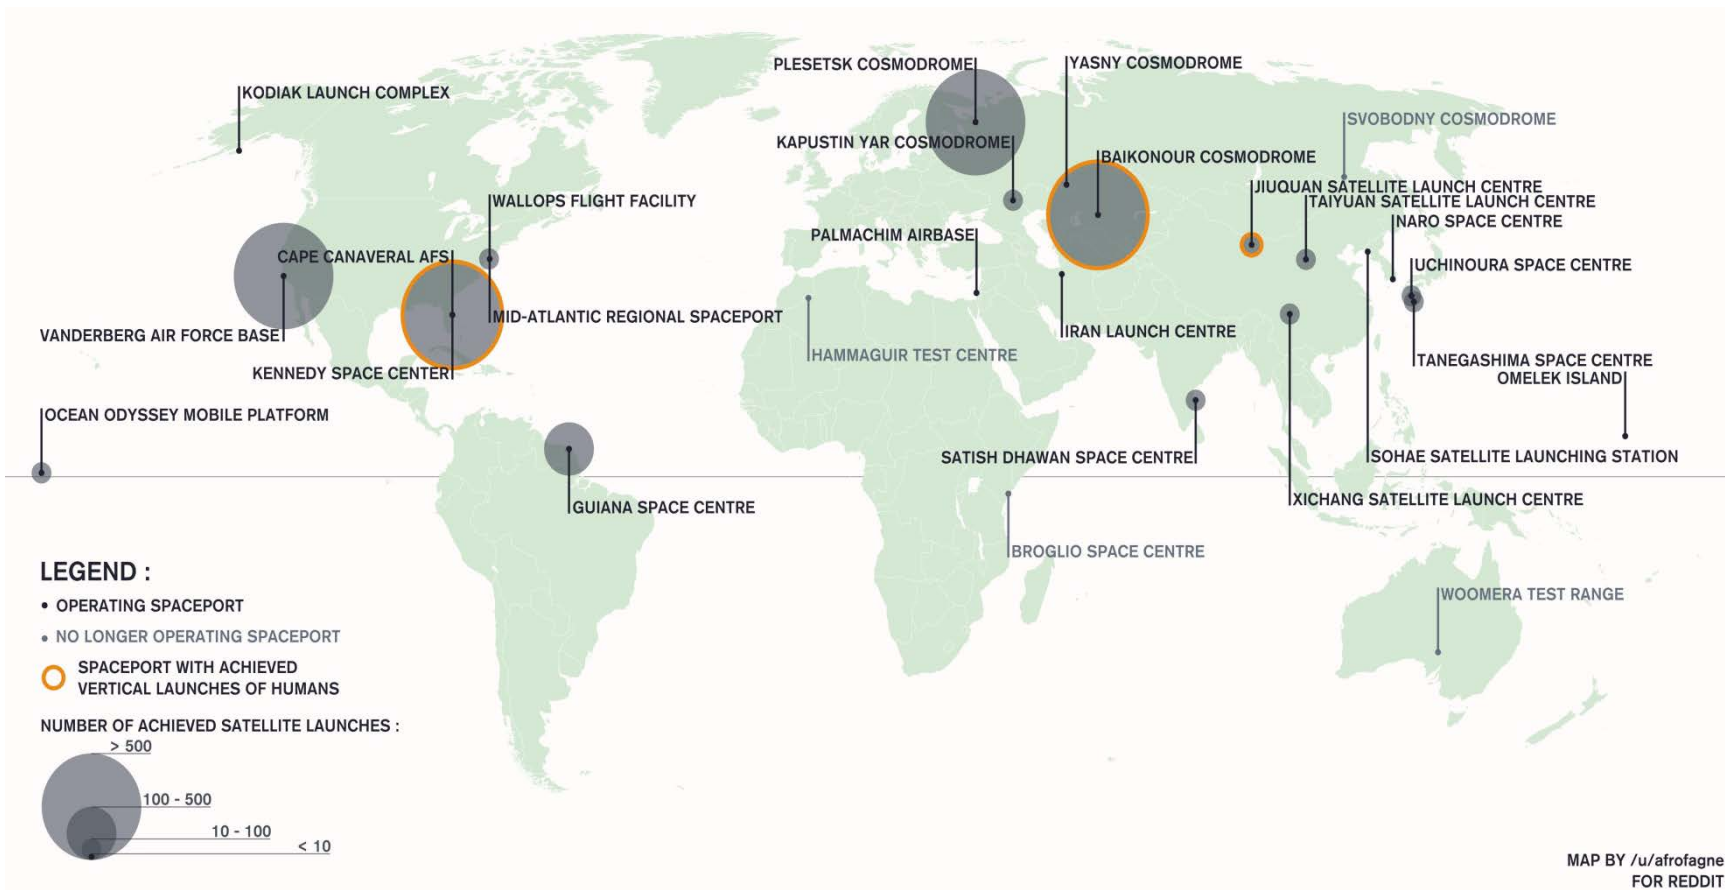 PLESETSK COSMODROME
YASNY COSMODROME
KODIAK LAUNCH COMPLEX
SVOBODNY COSMODROME
KAPUSTIN YAR COSMODROME
BAIKONOUR COSMODROME
JIUQUAN SATELLITE LAUNCH CENTRE
WALLOPS FLIGHT FACILITY
TAIYUAN SATELLITE LAUNCH CENTRE
NARO SPACE CENTRE
PALMACHIM AIRBASE
CAPE CANAVERAL AFS
UCHINOURA SPACE CENTRE
MID-ATLANTIC REGIONAL SPACEPORT
VANDERBERG AIR FORCE BASE
IRAN LAUNCH CENTRE
HAMMAGUIR TEST CENTRE
TANEGASHIMA SPACE CENTRE
KENNEDY SPACE CENTER
OMELEK ISLAND
OCEAN ODYSSEY MOBILE PLATFORM
SATISH DHAWAN SPACE CENTRE
SOHAE SATELLITE LAUNCHING STATION
XICHANG SATELLITE LAUNCH CENTRE
GUIANA SPACE CENTRE
BROGLIO SPACE CENTRE
WOOMERA TEST RANGE
LEGEND :
OPERATING SPACEPORT
NO LONGER OPERATING SPACEPORT
SPACEPORT WITH ACHIEVED
VERTICAL LAUNCHES OF HUMANS
NUMBER OF ACHIEVED SATELLITE LAUNCHES :
> 500
100 - 500
10 - 100
< 10
MAP BY /u/afrofagne
FOR REDDIT